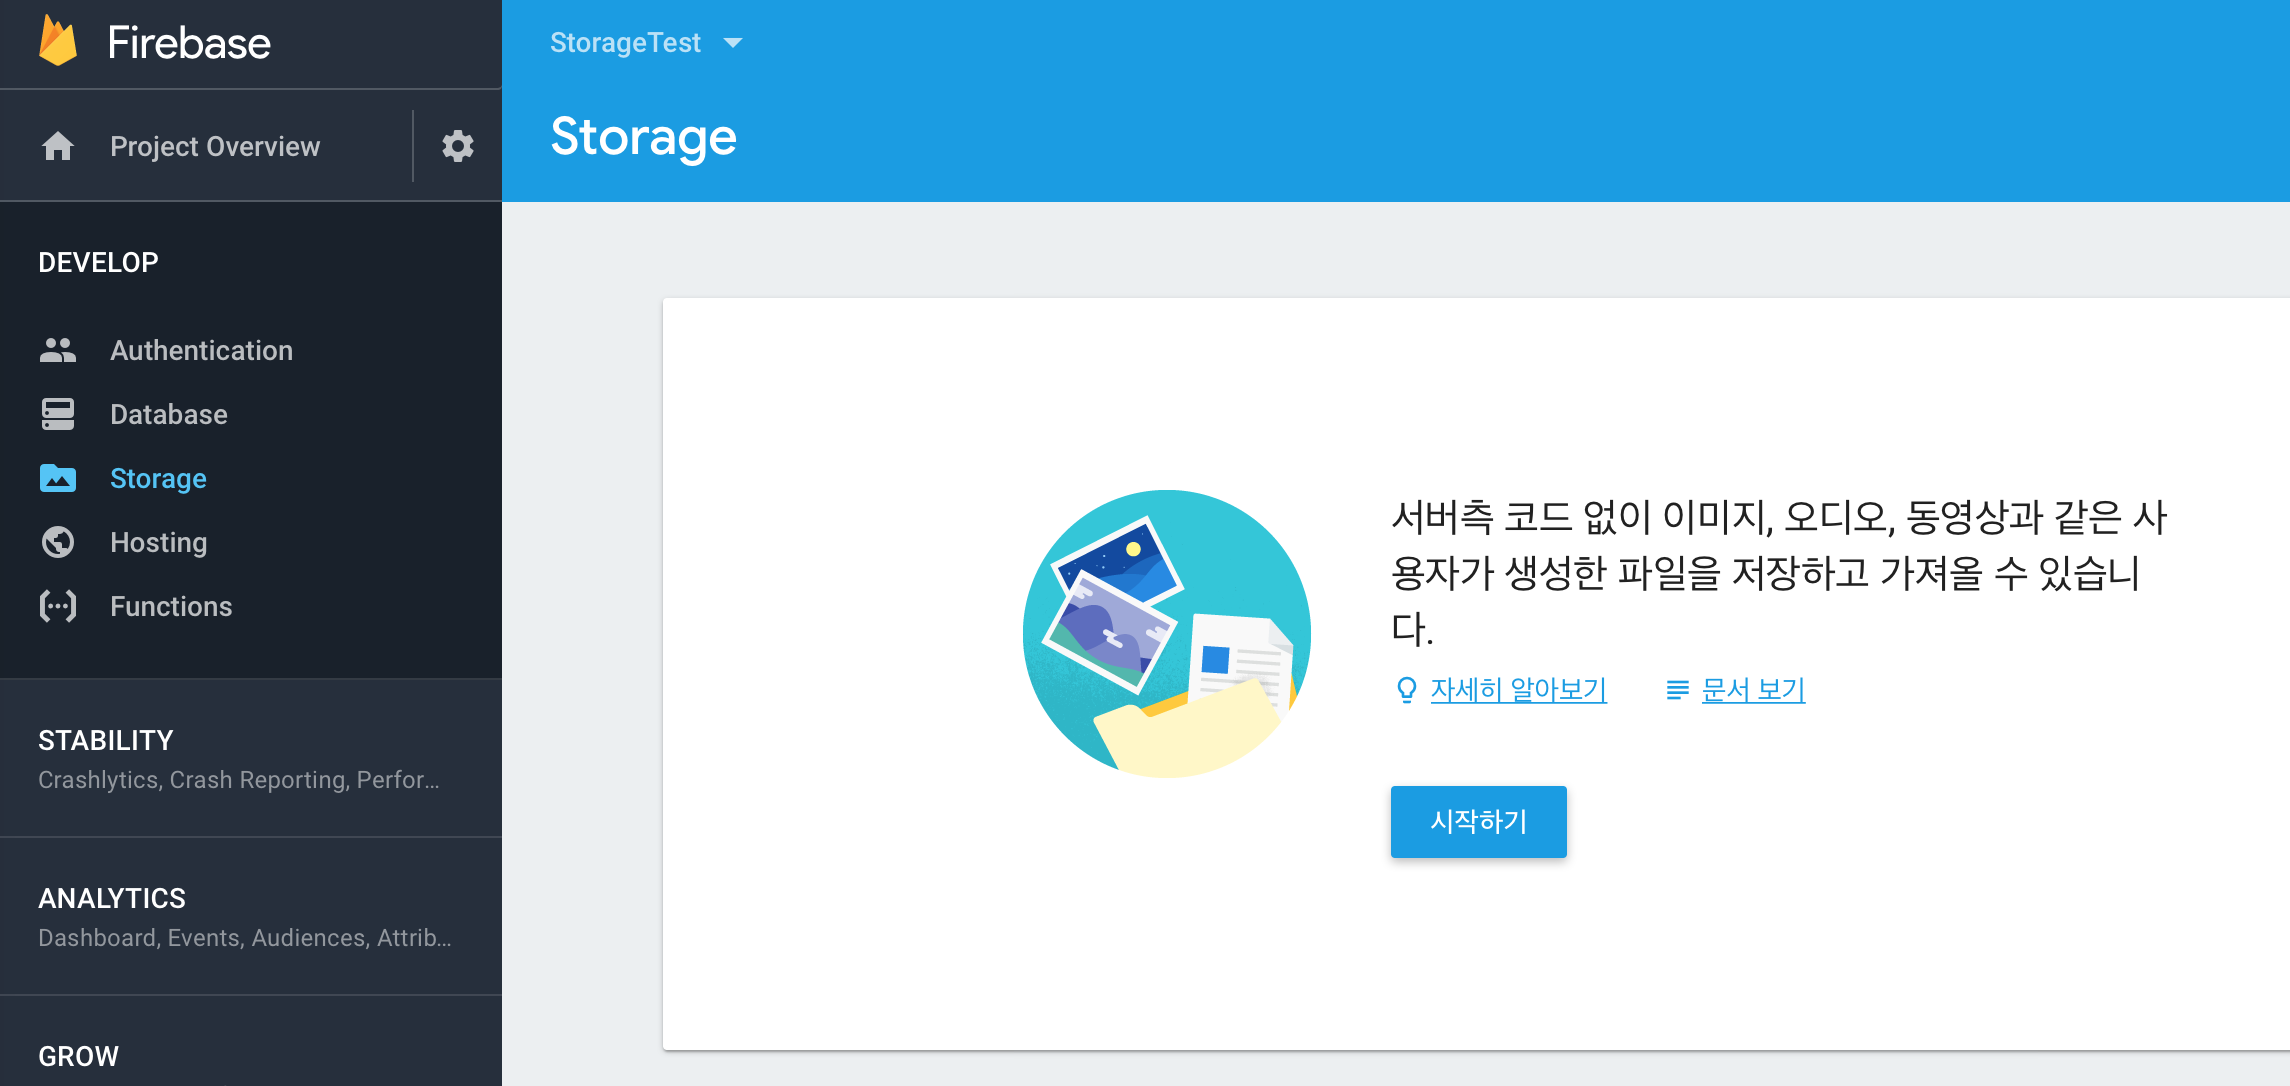 Firebase
StorageTest
Project Overview
Storage
DEVELOP
Authentication
Database
Storage
Hosting
Functions
STABILITY
Crashlytics, Crash Reporting, Perfor...
ANALYTICS
Dashboard, Events, Audiences, Attrib...
GROW
서버측 코드 없이 이미지, 오디오, 동영상과 같은 사
용자가 생성한 파일을 저장하고 가져올 수 있습니
다.
자세히 알아보기 문서 보기
시작하기